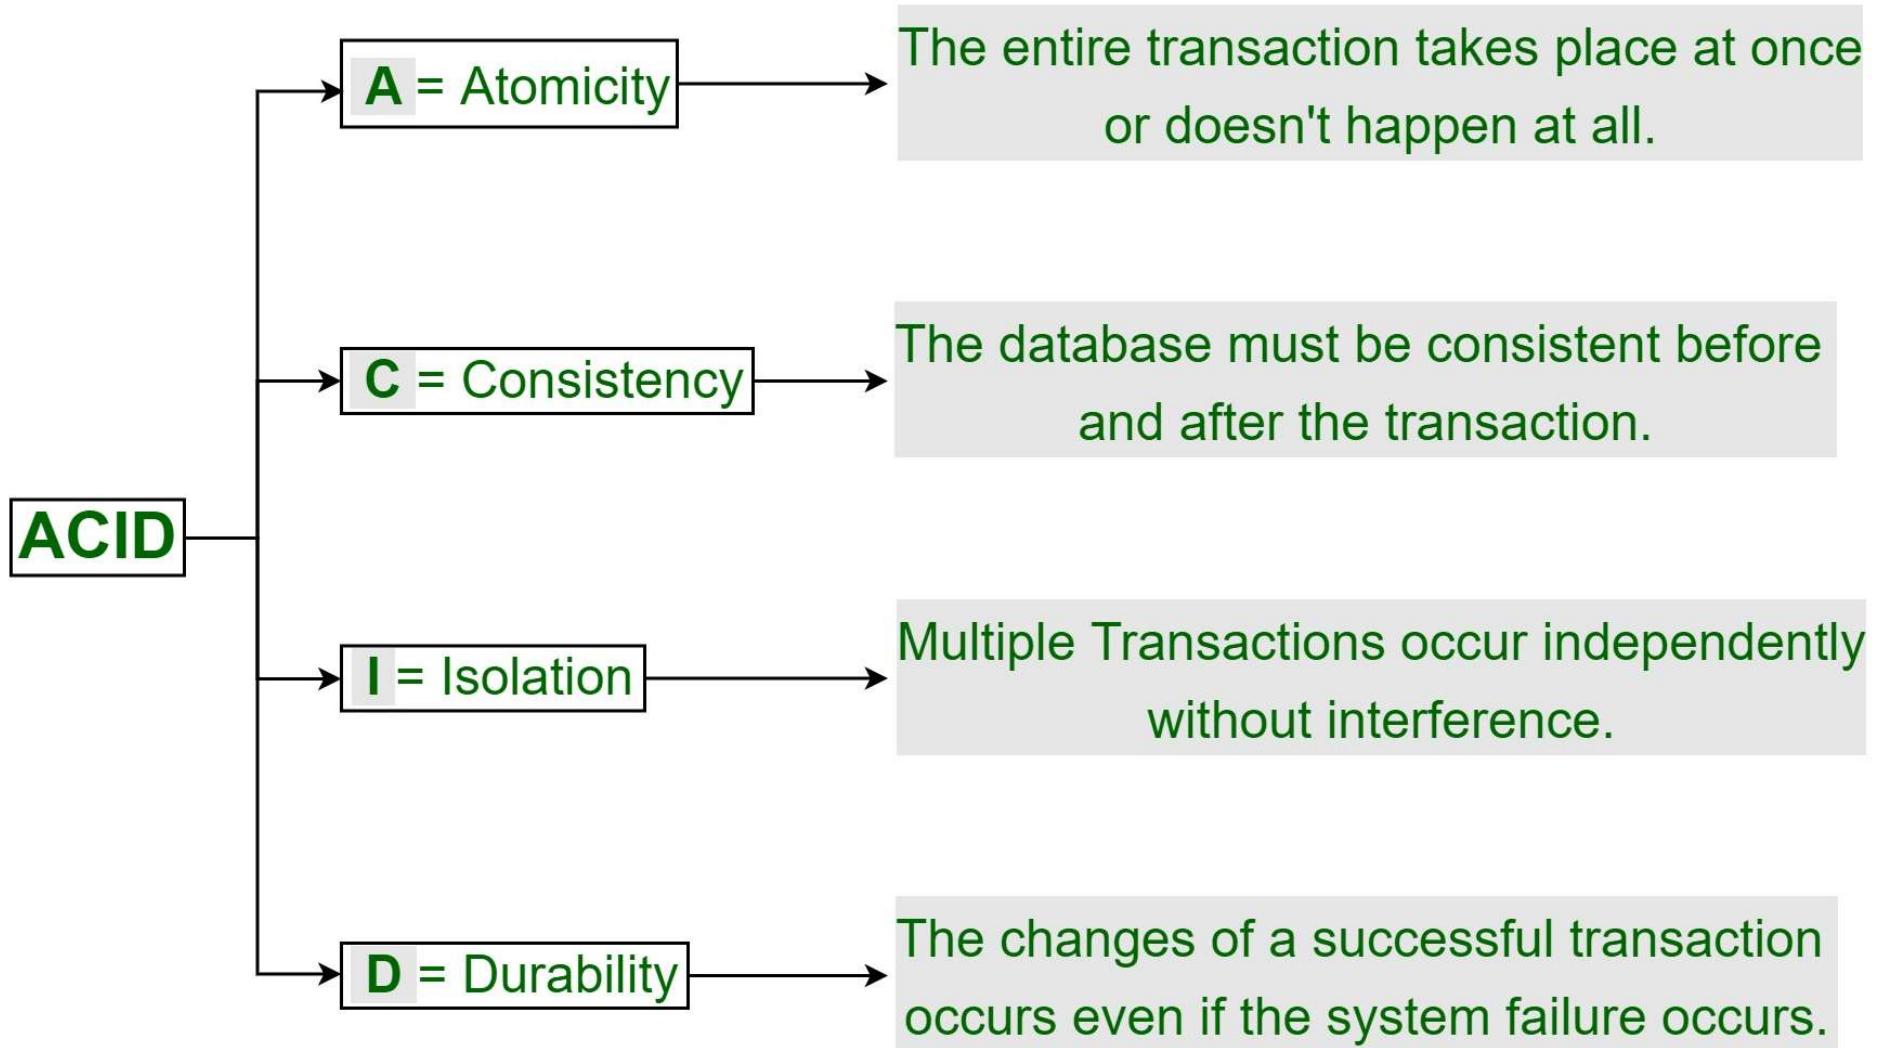 ACID
A = Atomicity
The entire transaction takes place at once
or doesn't happen at all.
C = Consistency
The database must be consistent before
and after the transaction.
I = Isolation
Multiple Transactions occur independently
without interference.
D = Durability
The changes of a successful transaction
occurs even if the system failure occurs.